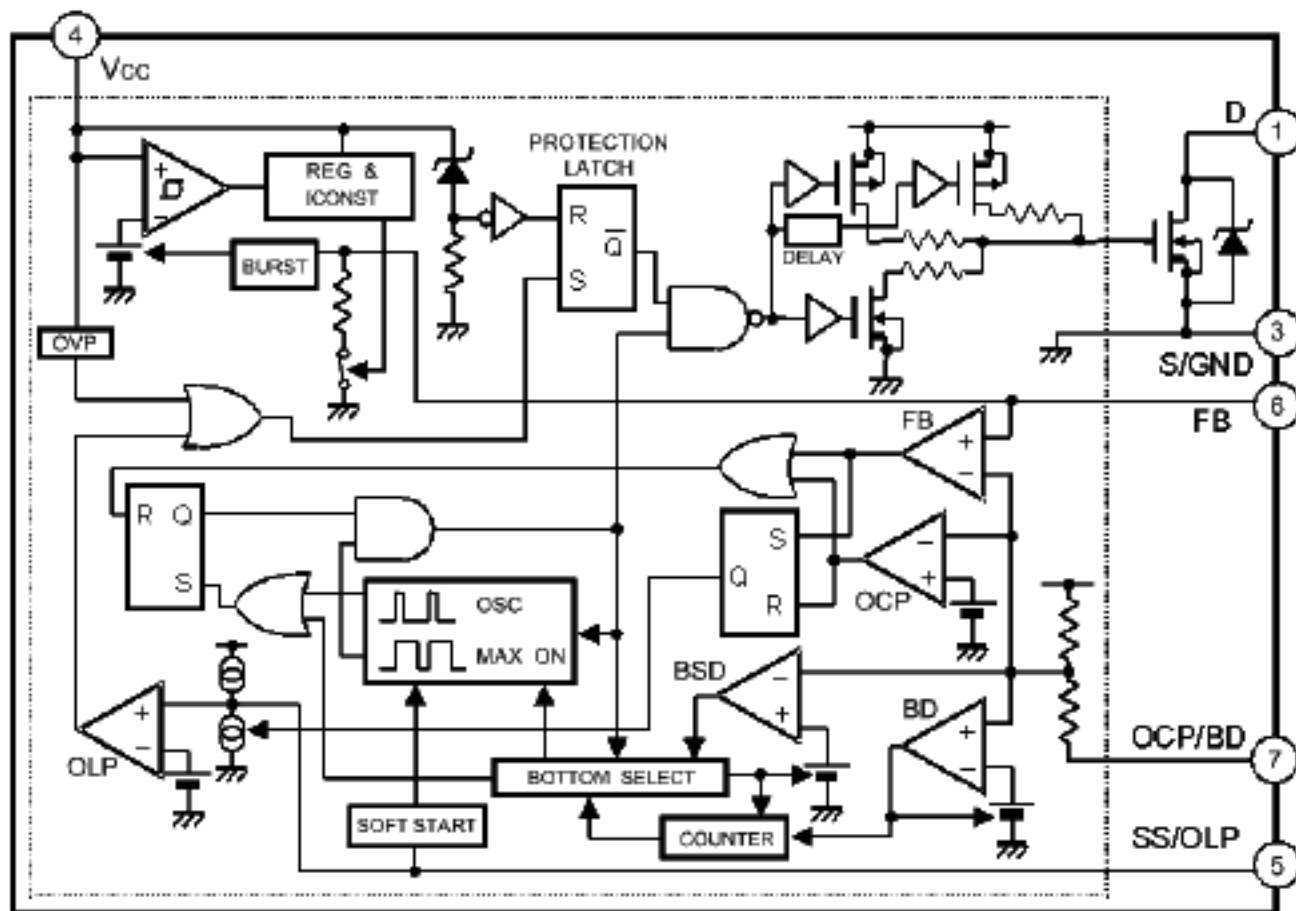 4
Vcc
D
1
PROTECTION
LATCH
+
−
REG &
ICONST
R
Q
S
BURST
DELAY
OVP
3
S/GND
6
FB
FB
+
−
R Q
S
S
Q
R
−
+
OCP
OSC
MAX ON
BSD
−
+
BD
+
−
+
−
OLP
OCP/BD
7
BOTTOM SELECT
SOFT START
COUNTER
SS/OLP
5